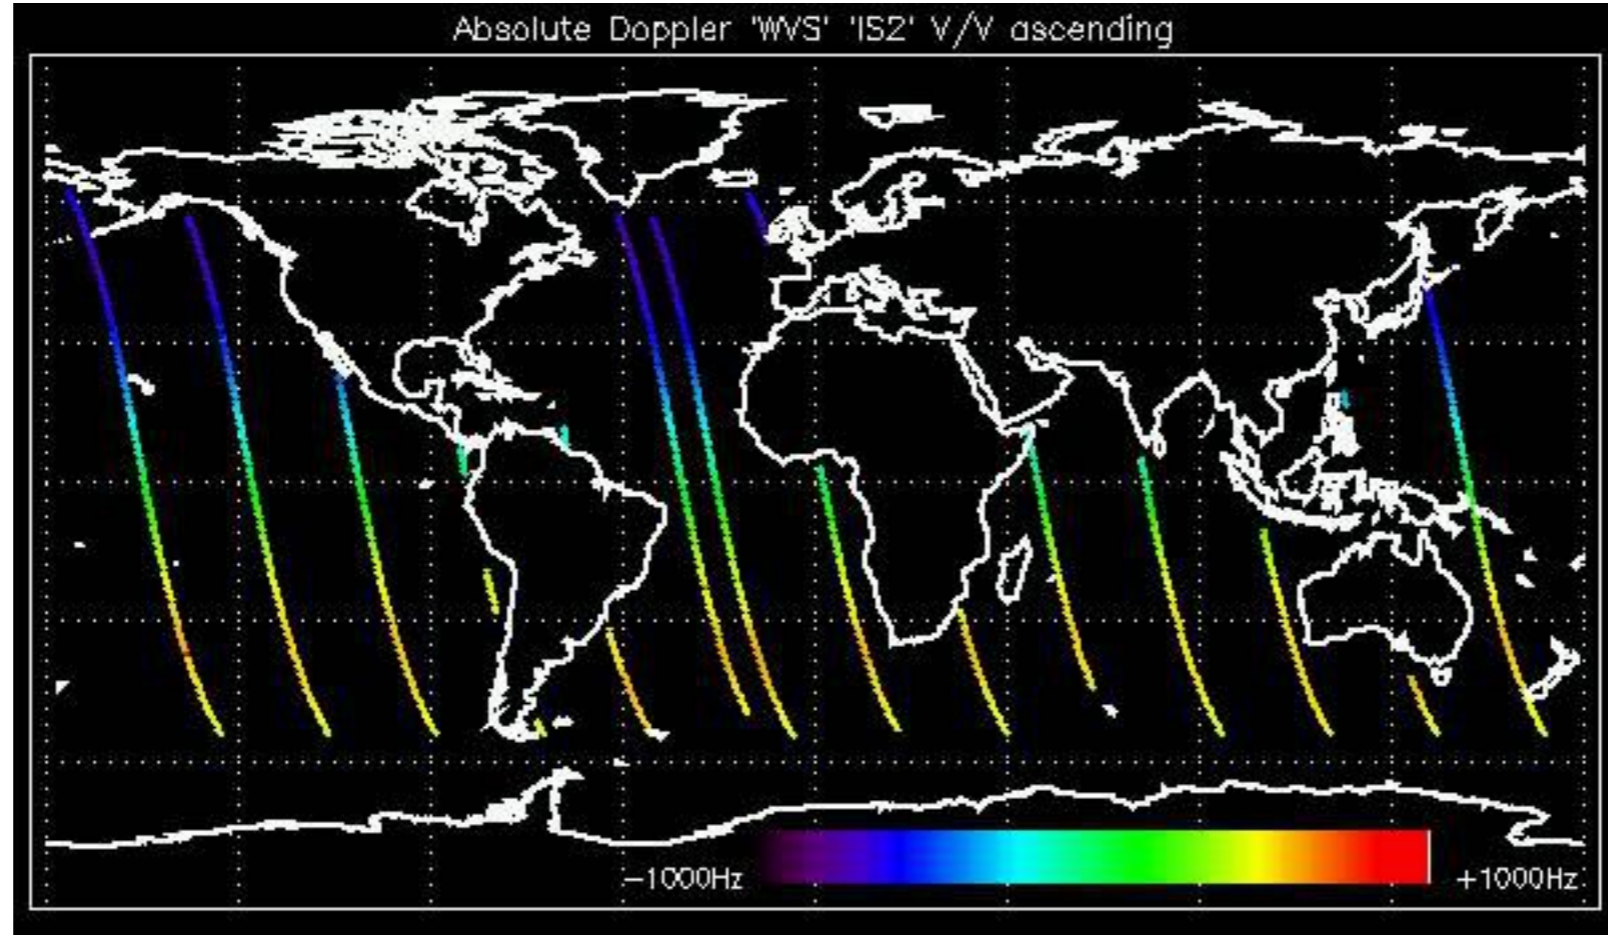 Absolute Doppler 'WVS' 'IS2' V/V ascending
-1000Hz +1000Hz